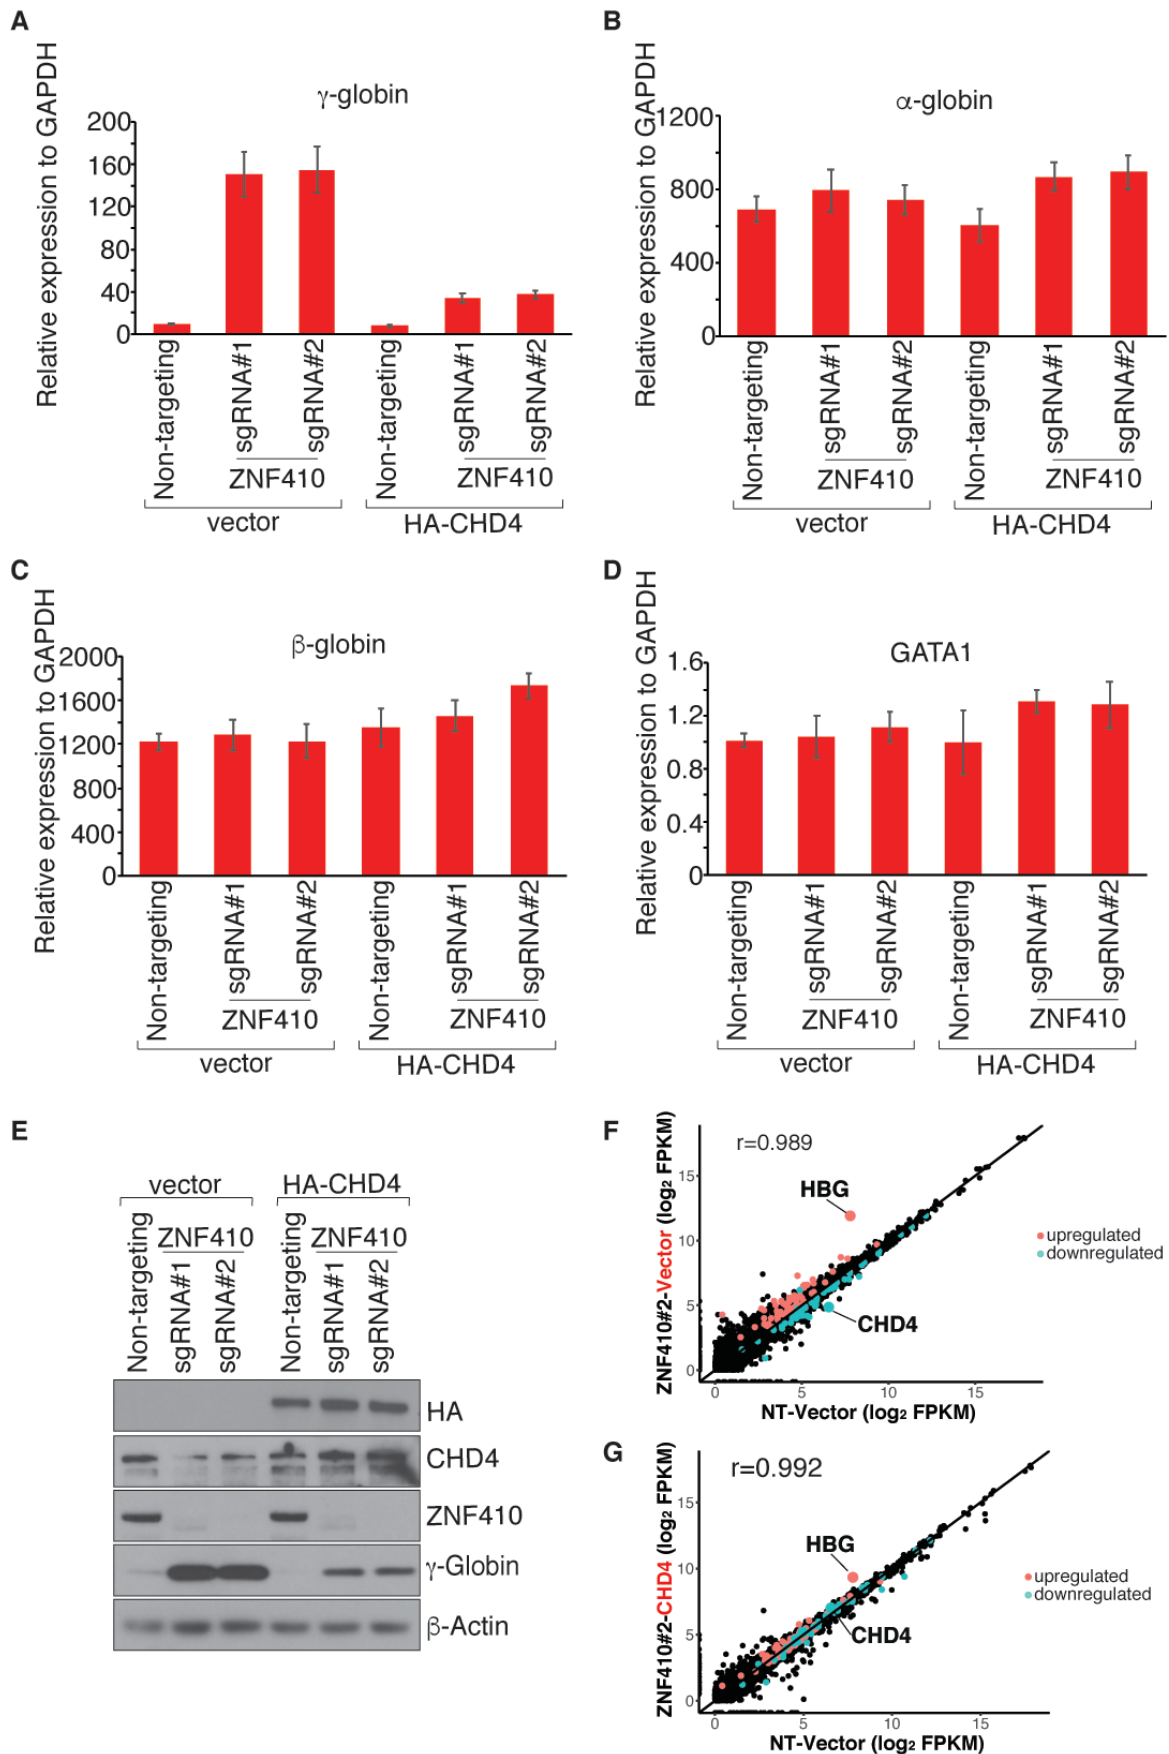 A
γ-globin
Relative expression to GAPDH
200
160
120
80
40
0
Non-targeting
sgRNA#1
sgRNA#2
Non-targeting
sgRNA#1
sgRNA#2
ZNF410
ZNF410
vector
HA-CHD4
B
α-globin
Relative expression to GAPDH
1200
800
400
0
Non-targeting
sgRNA#1
sgRNA#2
Non-targeting
sgRNA#1
sgRNA#2
ZNF410
ZNF410
vector
HA-CHD4
C
β-globin
Relative expression to GAPDH
2000
1600
1200
800
400
0
Non-targeting
sgRNA#1
sgRNA#2
Non-targeting
sgRNA#1
sgRNA#2
ZNF410
ZNF410
vector
HA-CHD4
D
GATA1
Relative expression to GAPDH
1.6
1.2
0.8
0.4
0
Non-targeting
sgRNA#1
sgRNA#2
Non-targeting
sgRNA#1
sgRNA#2
ZNF410
ZNF410
vector
HA-CHD4
E
vector
HA-CHD4
Non-targeting
ZNF410
sgRNA#1
sgRNA#2
Non-targeting
ZNF410
sgRNA#1
sgRNA#2
HA
CHD4
ZNF410
γ-Globin
β-Actin
F
r=0.989
ZNF410#2-Vector (log₂ FPKM)
15
10
5
0
HBG
CHD4
upregulated
downregulated
0
5
10
15
NT-Vector (log₂ FPKM)
G
r=0.992
ZNF410#2-CHD4 (log₂ FPKM)
15
10
5
0
HBG
CHD4
upregulated
downregulated
0
5
10
15
NT-Vector (log₂ FPKM)